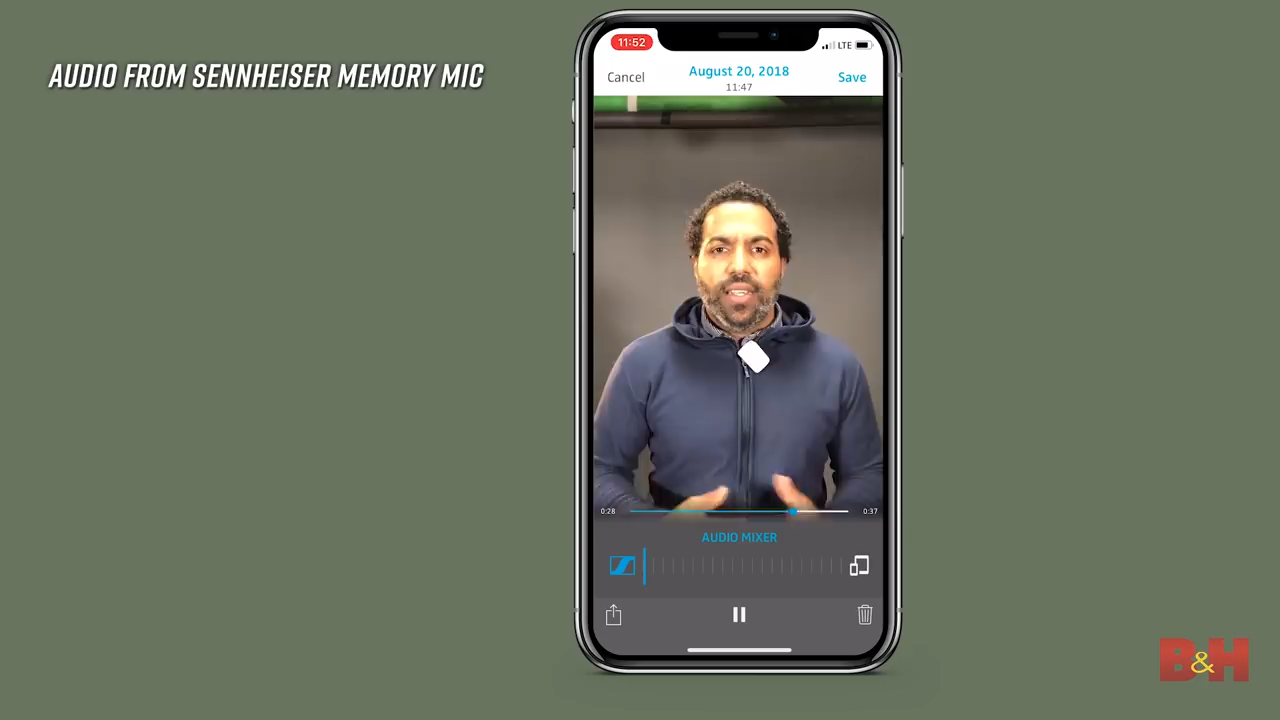 AUDIO FROM SENNHEISER MEMORY MIC
11:52
LTE
Cancel
August 20, 2018
Save
11:47
0:28
0:37
AUDIO MIXER
B&H